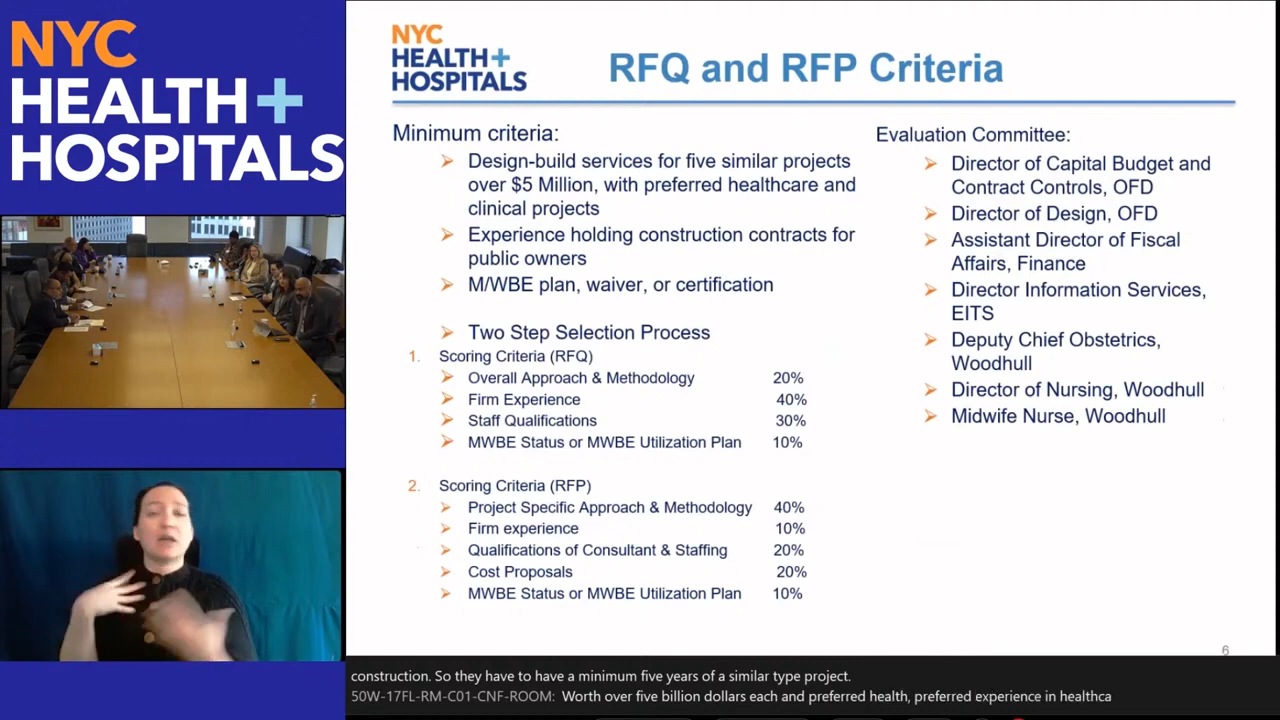 NYC
HEALTH+
HOSPITALS
NYC
HEALTH+
HOSPITALS
RFQ and RFP Criteria
Minimum criteria:
Design-build services for five similar projects
over $5 Million, with preferred healthcare and
clinical projects
Experience holding construction contracts for
public owners
M/WBE plan, waiver, or certification
Two Step Selection Process
1. Scoring Criteria (RFQ)
Overall Approach & Methodology 20%
Firm Experience 40%
Staff Qualifications 30%
MWBE Status or MWBE Utilization Plan 10%
2. Scoring Criteria (RFP)
Project Specific Approach & Methodology 40%
Firm experience 10%
Qualifications of Consultant & Staffing 20%
Cost Proposals 20%
MWBE Status or MWBE Utilization Plan 10%
Evaluation Committee:
Director of Capital Budget and
Contract Controls, OFD
Director of Design, OFD
Assistant Director of Fiscal
Affairs, Finance
Director Information Services,
EITS
Deputy Chief Obstetrics,
Woodhull
Director of Nursing, Woodhull
Midwife Nurse, Woodhull
6
construction. So they have to have a minimum five years of a similar type project.
50W-17FL-RM-C01-CNF-ROOM: Worth over five billion dollars each and preferred health, preferred experience in healthca